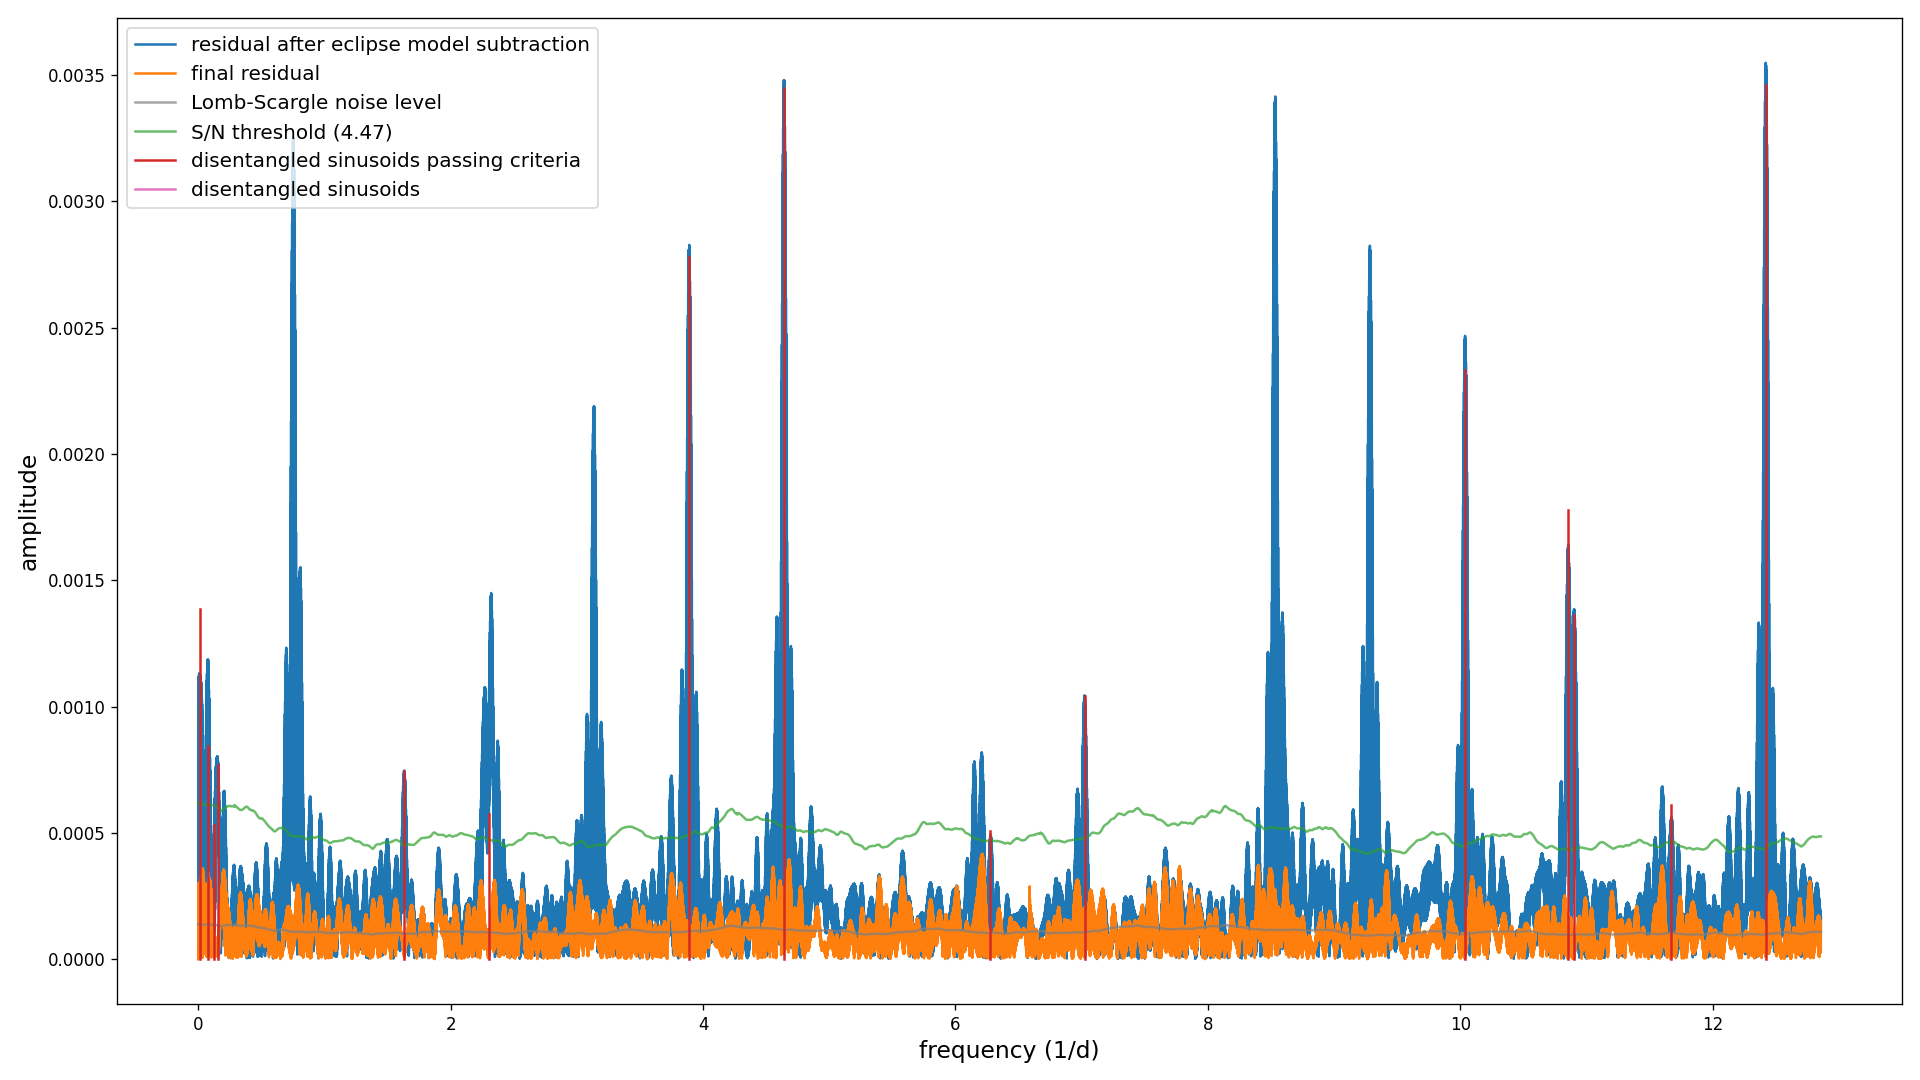 residual after eclipse model subtraction
final residual
Lomb-Scargle noise level
S/N threshold (4.47)
disentangled sinusoids passing criteria
disentangled sinusoids
0.0035
0.0030
0.0025
0.0020
0.0015
0.0010
0.0005
0.0000
amplitude
0 2 4 6 8 10 12
frequency (1/d)